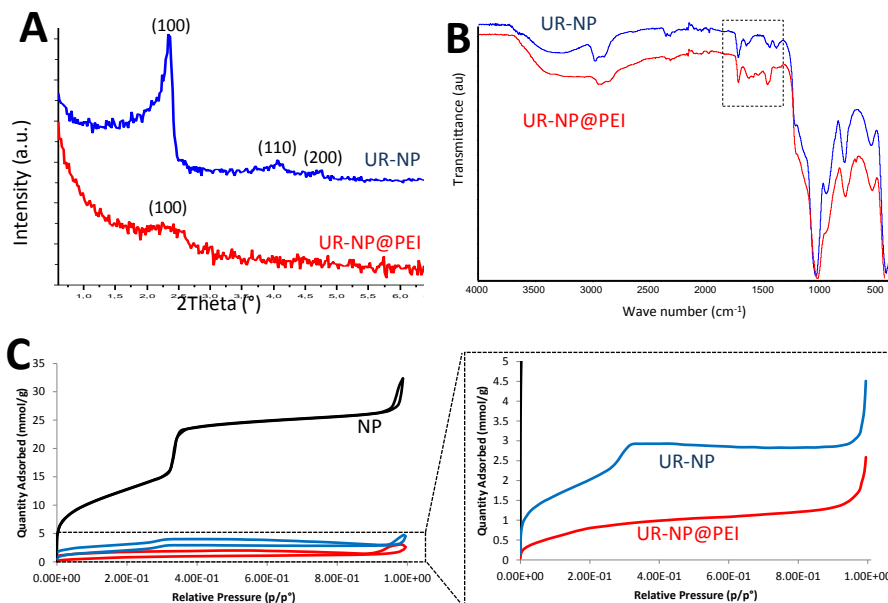 A
(100)
(110)
(200)
UR-NP
(100)
UR-NP@PEI
Intensity (a.u.)
1,0 1,5 2,0 2,5 3,0 3,5 4,0 4,5 5,0 5,5 6,0
2Theta (°)
B
UR-NP
UR-NP@PEI
Transmittance (au)
4000 3500 3000 2500 2000 1500 1000 500
Wave number (cm⁻¹)
C
Quantity Adsorbed (mmol/g)
35
30
25
20
15
10
5
0
NP
0.00E+00 2.00E-01 4.00E-01 6.00E-01 8.00E-01 1.00E+00
Relative Pressure (p/p°)
Quantity Adsorbed (mmol/g)
5
4.5
4
3.5
3
2.5
2
1.5
1
0.5
0
UR-NP
UR-NP@PEI
0.00E+00 2.00E-01 4.00E-01 6.00E-01 8.00E-01 1.00E+00
Relative Pressure (p/p°)